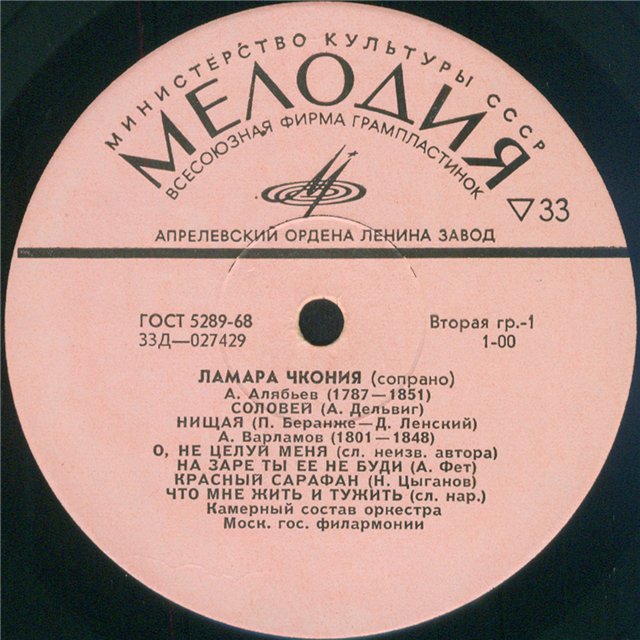 МИНИСТЕРСТВО КУЛЬТУРЫ СССР
МЕЛОДИЯ
ВСЕСОЮЗНАЯ ФИРМА ГРАМПЛАСТИНОК
▽33
АПРЕЛЕВСКИЙ ОРДЕНА ЛЕНИНА ЗАВОД
ГОСТ 5289-68
33Д—027429
Вторая гр.-1
1-00
ЛАМАРА ЧКОНИЯ (сопрано)
А. Алябьев (1787—1851)
СОЛОВЕЙ (А. Дельвиг)
НИЩАЯ (П. Беранже—Д. Ленский)
А. Варламов (1801—1848)
О, НЕ ЦЕЛУЙ МЕНЯ (сл. неизв. автора)
НА ЗАРЕ ТЫ ЕЕ НЕ БУДИ (А. Фет)
КРАСНЫЙ САРАФАН (Н. Цыганов)
ЧТО МНЕ ЖИТЬ И ТУЖИТЬ (сл. нар.)
Камерный состав оркестра
Моск. гос. филармонии